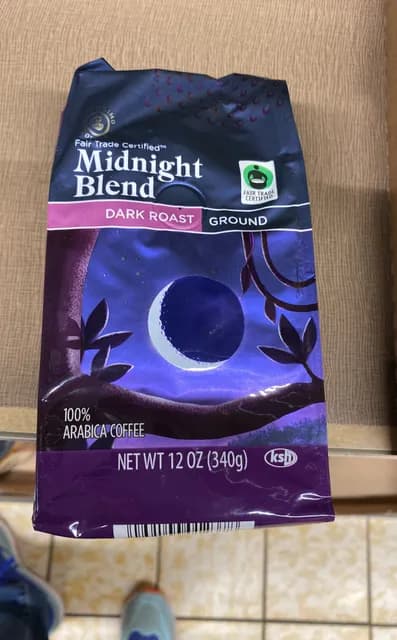 Fair Trade Certified™
Midnight
Blend
FAIR TRADE
CERTIFIED
DARK ROAST GROUND
100%
ARABICA COFFEE
NET WT 12 OZ (340g) ksh